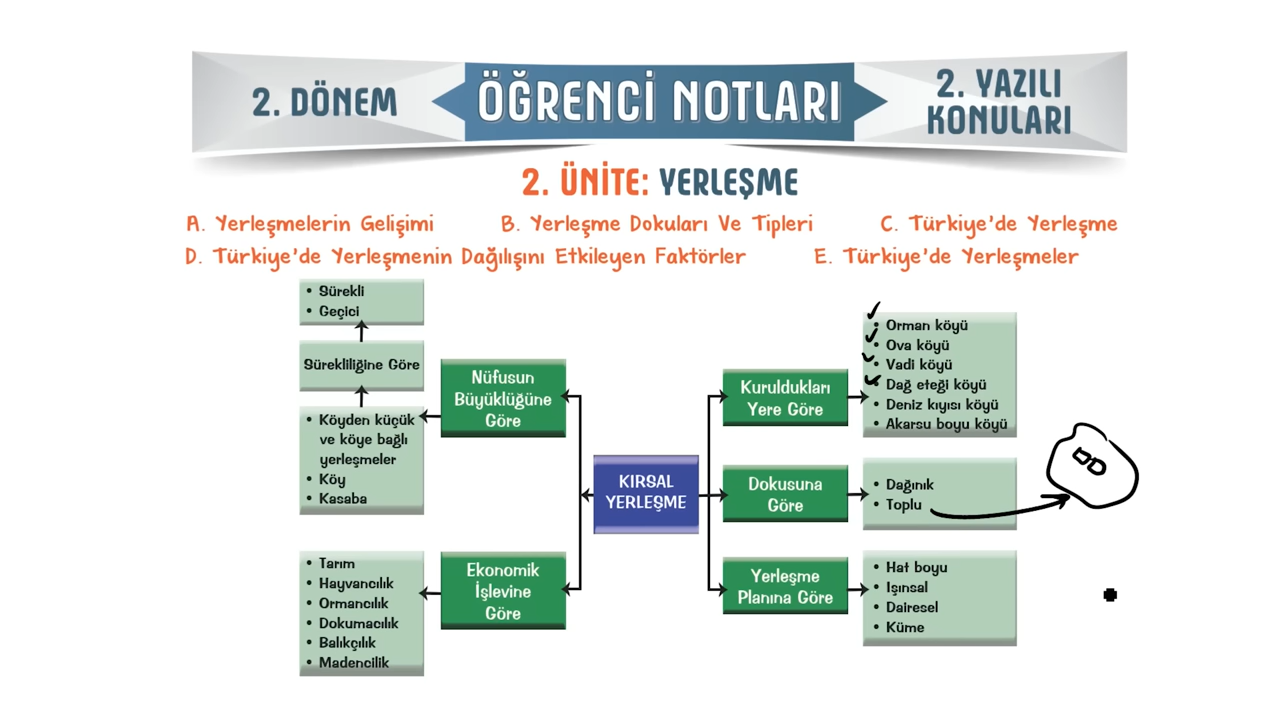 2. DÖNEM
ÖĞRENCİ NOTLARI
2. YAZILI
KONULARI
2. ÜNİTE: YERLEŞME
A. Yerleşmelerin Gelişimi
B. Yerleşme Dokuları Ve Tipleri
C. Türkiye'de Yerleşme
D. Türkiye'de Yerleşmenin Dağılışını Etkileyen Faktörler
E. Türkiye'de Yerleşmeler
• Sürekli
• Geçici
Sürekliliğine Göre
• Köyden küçük
ve köye bağlı
yerleşmeler
• Köy
• Kasaba
Nüfusun
Büyüklüğüne
Göre
• Tarım
• Hayvancılık
• Ormancılık
• Dokumacılık
• Balıkçılık
• Madencilik
Ekonomik
İşlevine
Göre
KIRSAL
YERLEŞME
Kuruldukları
Yere Göre
• Orman köyü
• Ova köyü
• Vadi köyü
• Dağ eteği köyü
• Deniz kıyısı köyü
• Akarsu boyu köyü
Dokusuna
Göre
• Dağınık
• Toplu
Yerleşme
Planına Göre
• Hat boyu
• Işınsal
• Dairesel
• Küme